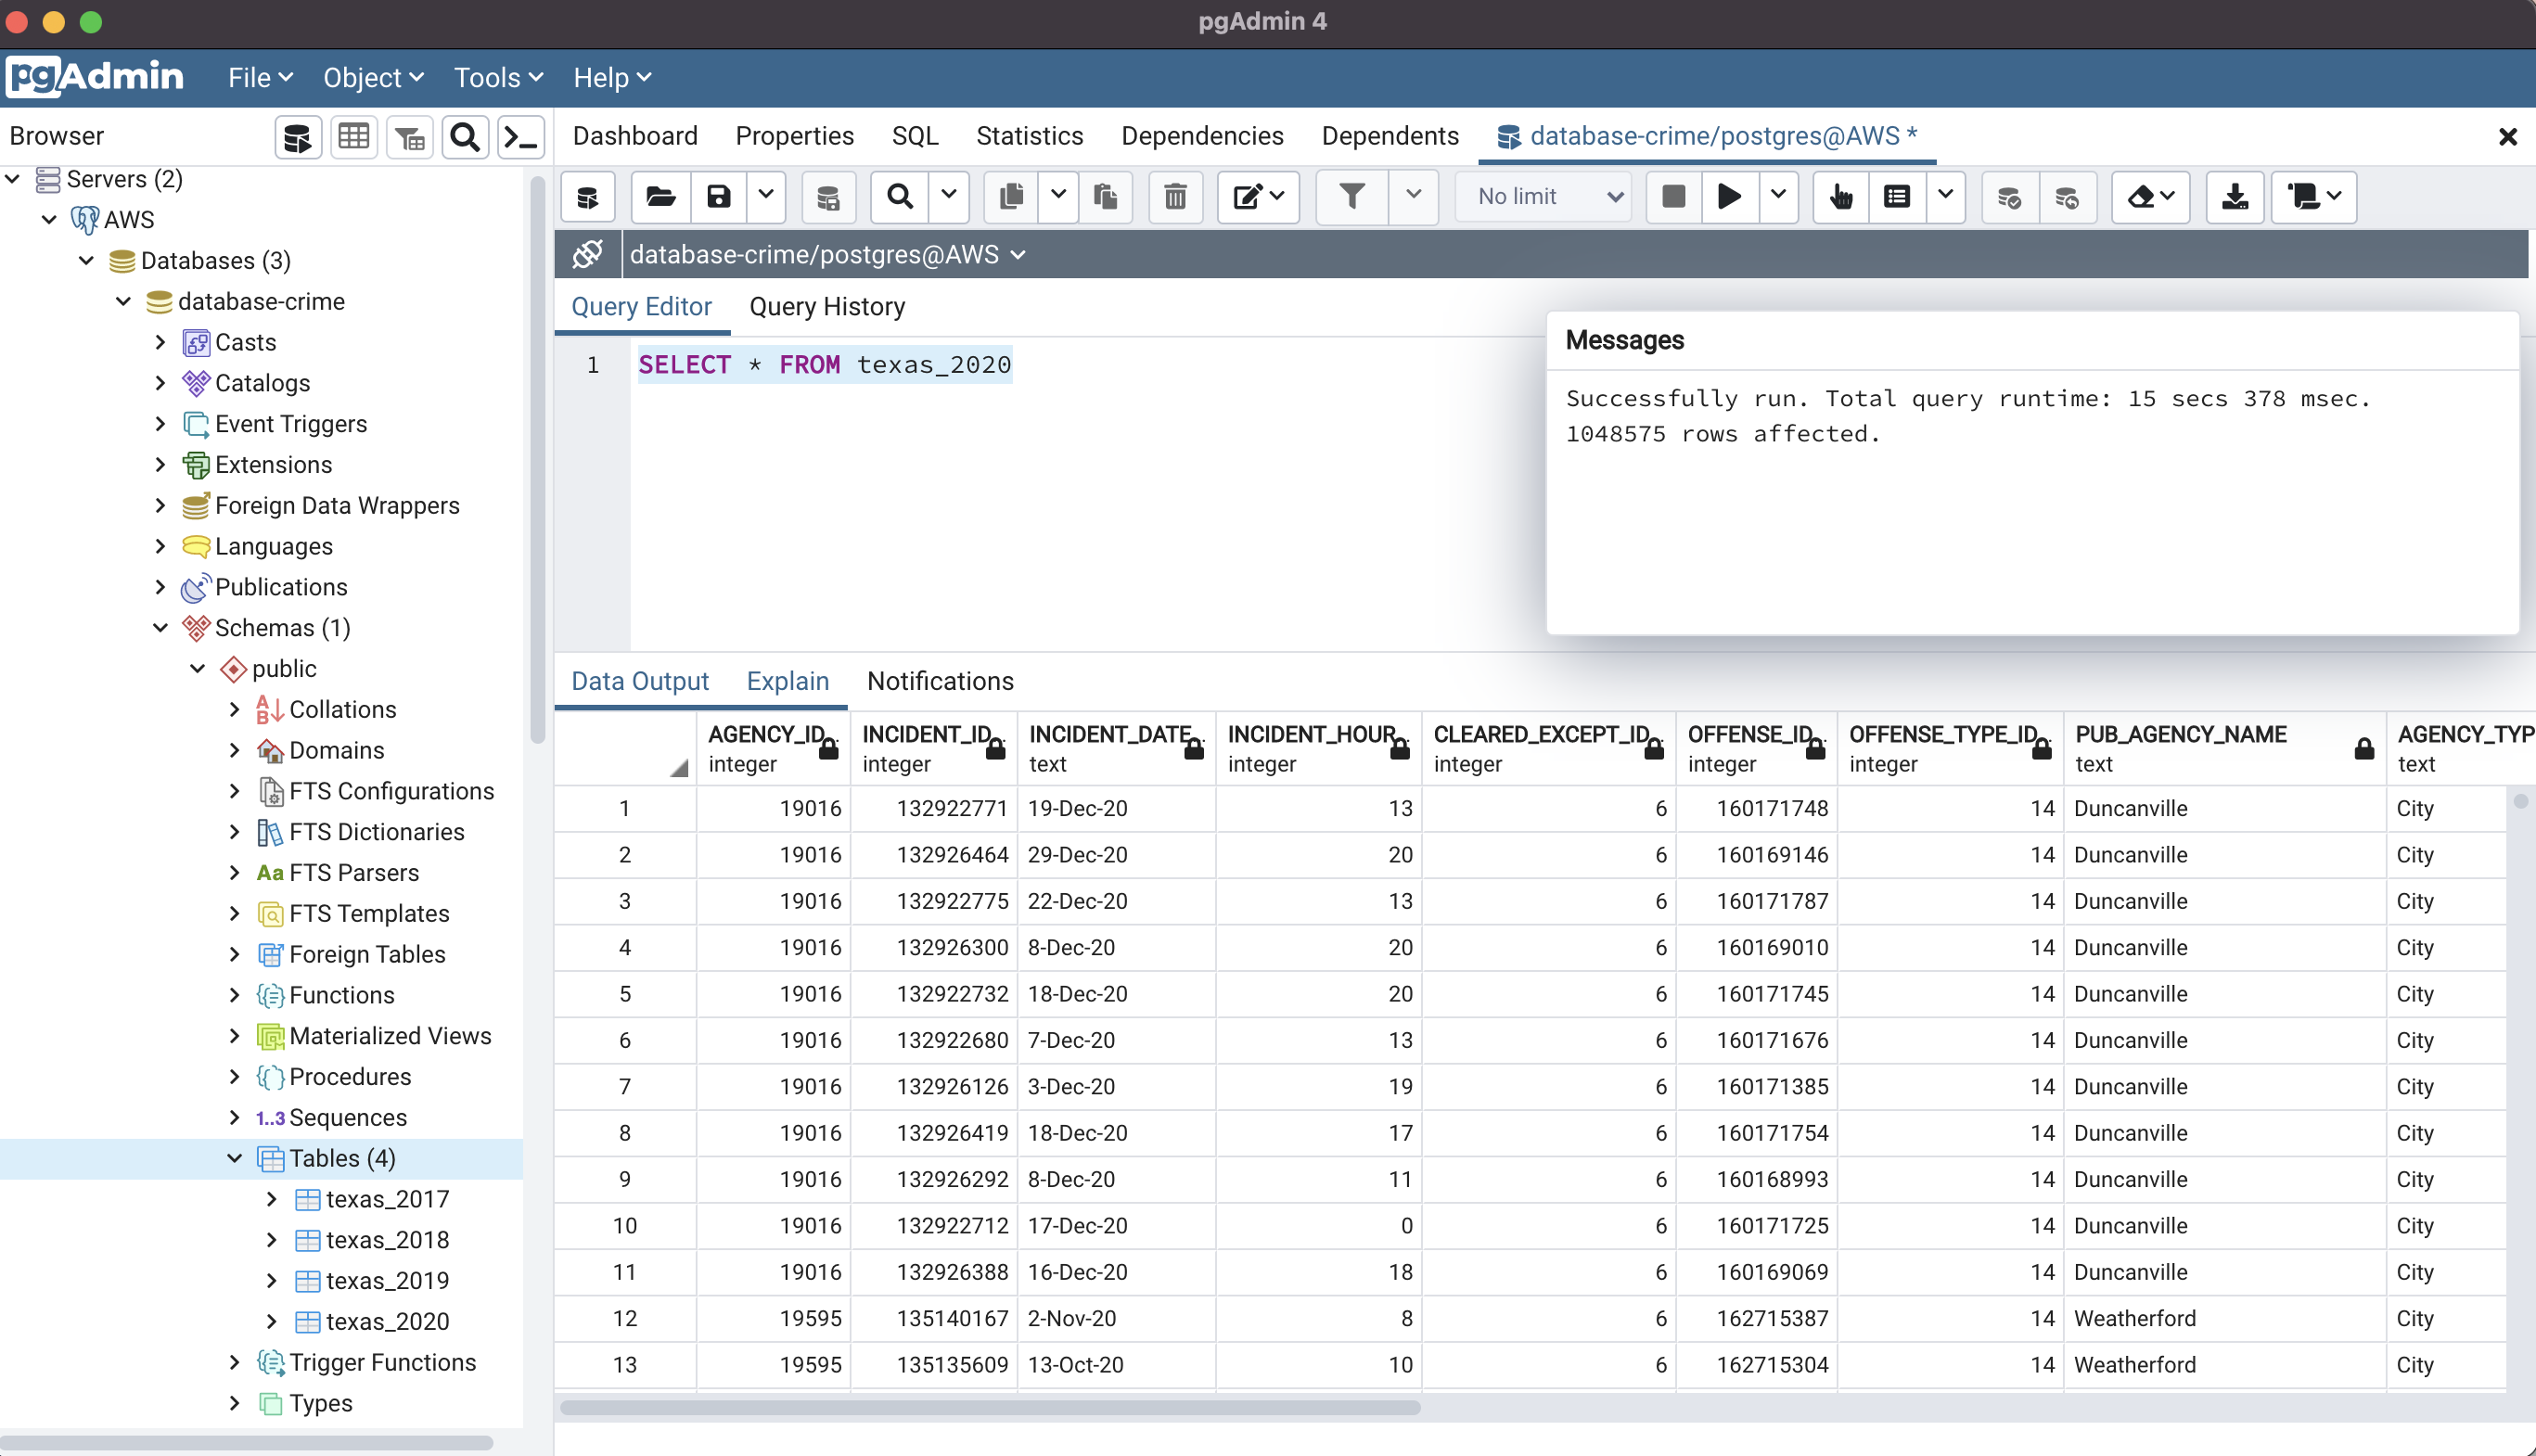 pgAdmin 4
pgAdmin File Object Tools Help
Browser
Dashboard Properties SQL Statistics Dependencies Dependents database-crime/postgres@AWS *
Servers (2)
AWS
Databases (3)
database-crime
Casts
Catalogs
Event Triggers
Extensions
Foreign Data Wrappers
Languages
Publications
Schemas (1)
public
Collations
Domains
FTS Configurations
FTS Dictionaries
Aa FTS Parsers
FTS Templates
Foreign Tables
Functions
Materialized Views
Procedures
1..3 Sequences
Tables (4)
texas_2017
texas_2018
texas_2019
texas_2020
Trigger Functions
Types
No limit
database-crime/postgres@AWS
Query Editor Query History
1 SELECT * FROM texas_2020
Messages
Successfully run. Total query runtime: 15 secs 378 msec.
1048575 rows affected.
Data Output Explain Notifications
AGENCY_ID INCIDENT_ID INCIDENT_DATE INCIDENT_HOUR CLEARED_EXCEPT_ID OFFENSE_ID OFFENSE_TYPE_ID PUB_AGENCY_NAME AGENCY_TYP
integer integer text integer integer integer integer text text
1 19016 132922771 19-Dec-20 13 6 160171748 14 Duncanville City
2 19016 132926464 29-Dec-20 20 6 160169146 14 Duncanville City
3 19016 132922775 22-Dec-20 13 6 160171787 14 Duncanville City
4 19016 132926300 8-Dec-20 20 6 160169010 14 Duncanville City
5 19016 132922732 18-Dec-20 20 6 160171745 14 Duncanville City
6 19016 132922680 7-Dec-20 13 6 160171676 14 Duncanville City
7 19016 132926126 3-Dec-20 19 6 160171385 14 Duncanville City
8 19016 132926419 18-Dec-20 17 6 160171754 14 Duncanville City
9 19016 132926292 8-Dec-20 11 6 160168993 14 Duncanville City
10 19016 132922712 17-Dec-20 0 6 160171725 14 Duncanville City
11 19016 132926388 16-Dec-20 18 6 160169069 14 Duncanville City
12 19595 135140167 2-Nov-20 8 6 162715387 14 Weatherford City
13 19595 135135609 13-Oct-20 10 6 162715304 14 Weatherford City